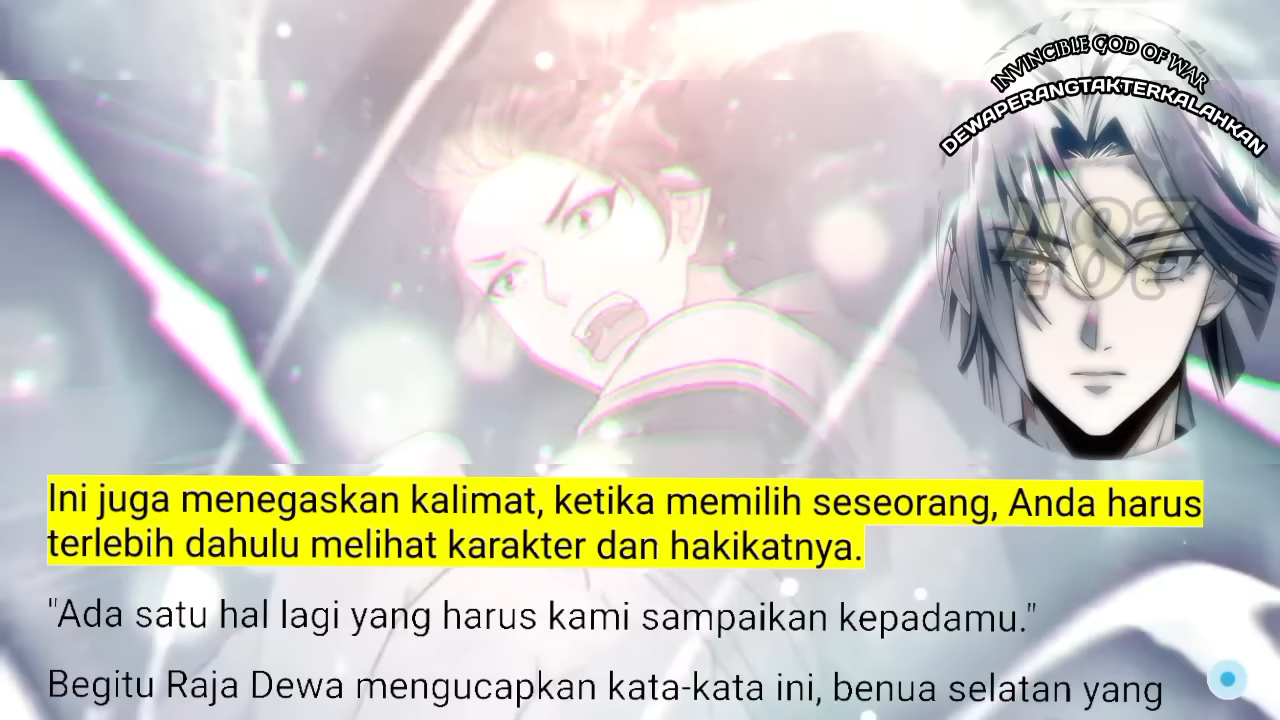 INVINCIBLE GOD OF WAR
DEWAPERANGTAKTERKALAHKAN
487
Ini juga menegaskan kalimat, ketika memilih seseorang, Anda harus
terlebih dahulu melihat karakter dan hakikatnya.
"Ada satu hal lagi yang harus kami sampaikan kepadamu."
Begitu Raja Dewa mengucapkan kata-kata ini, benua selatan yang